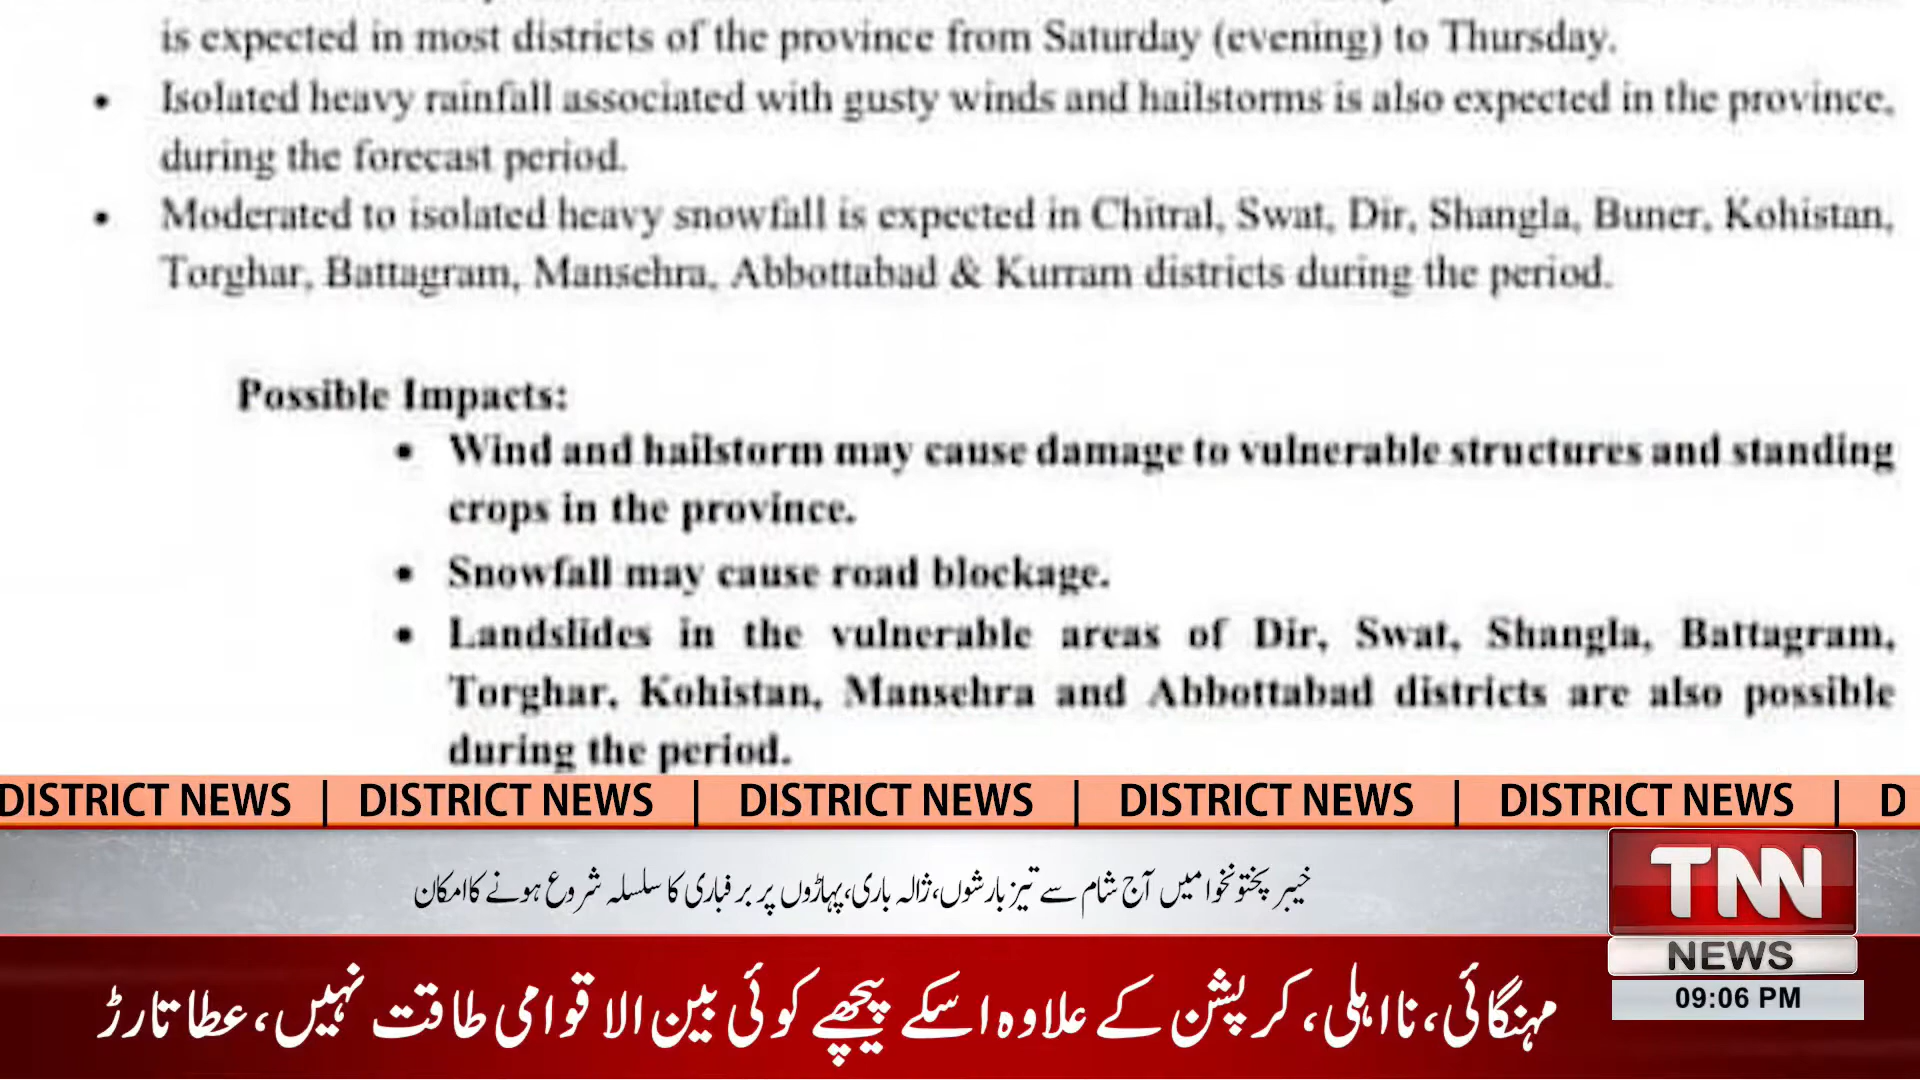 is expected in most districts of the province from Saturday (evening) to Thursday.
• Isolated heavy rainfall associated with gusty winds and hailstorms is also expected in the province,
during the forecast period.
• Moderated to isolated heavy snowfall is expected in Chitral, Swat, Dir, Shangla, Buner, Kohistan,
Torghar, Battagram, Mansehra, Abbottabad & Kurram districts during the period.
Possible Impacts:
• Wind and hailstorm may cause damage to vulnerable structures and standing
crops in the province.
• Snowfall may cause road blockage.
• Landslides in the vulnerable areas of Dir, Swat, Shangla, Battagram,
Torghar, Kohistan, Mansehra and Abbottabad districts are also possible
during the period.
DISTRICT NEWS | DISTRICT NEWS | DISTRICT NEWS | DISTRICT NEWS | DISTRICT NEWS | D
خیبر پختونخوا میں آج شام سے تیز بارشوں،ژالہ باری،پہاڑوں پر برفباری کا سلسلہ شروع ہونے کا امکان
TNN
NEWS
09:06 PM
مہنگائی، نااہلی، کرپشن کے علاوہ اسکے پیچھے کوئی بین الاقوامی طاقت نہیں، عطا تارڑ